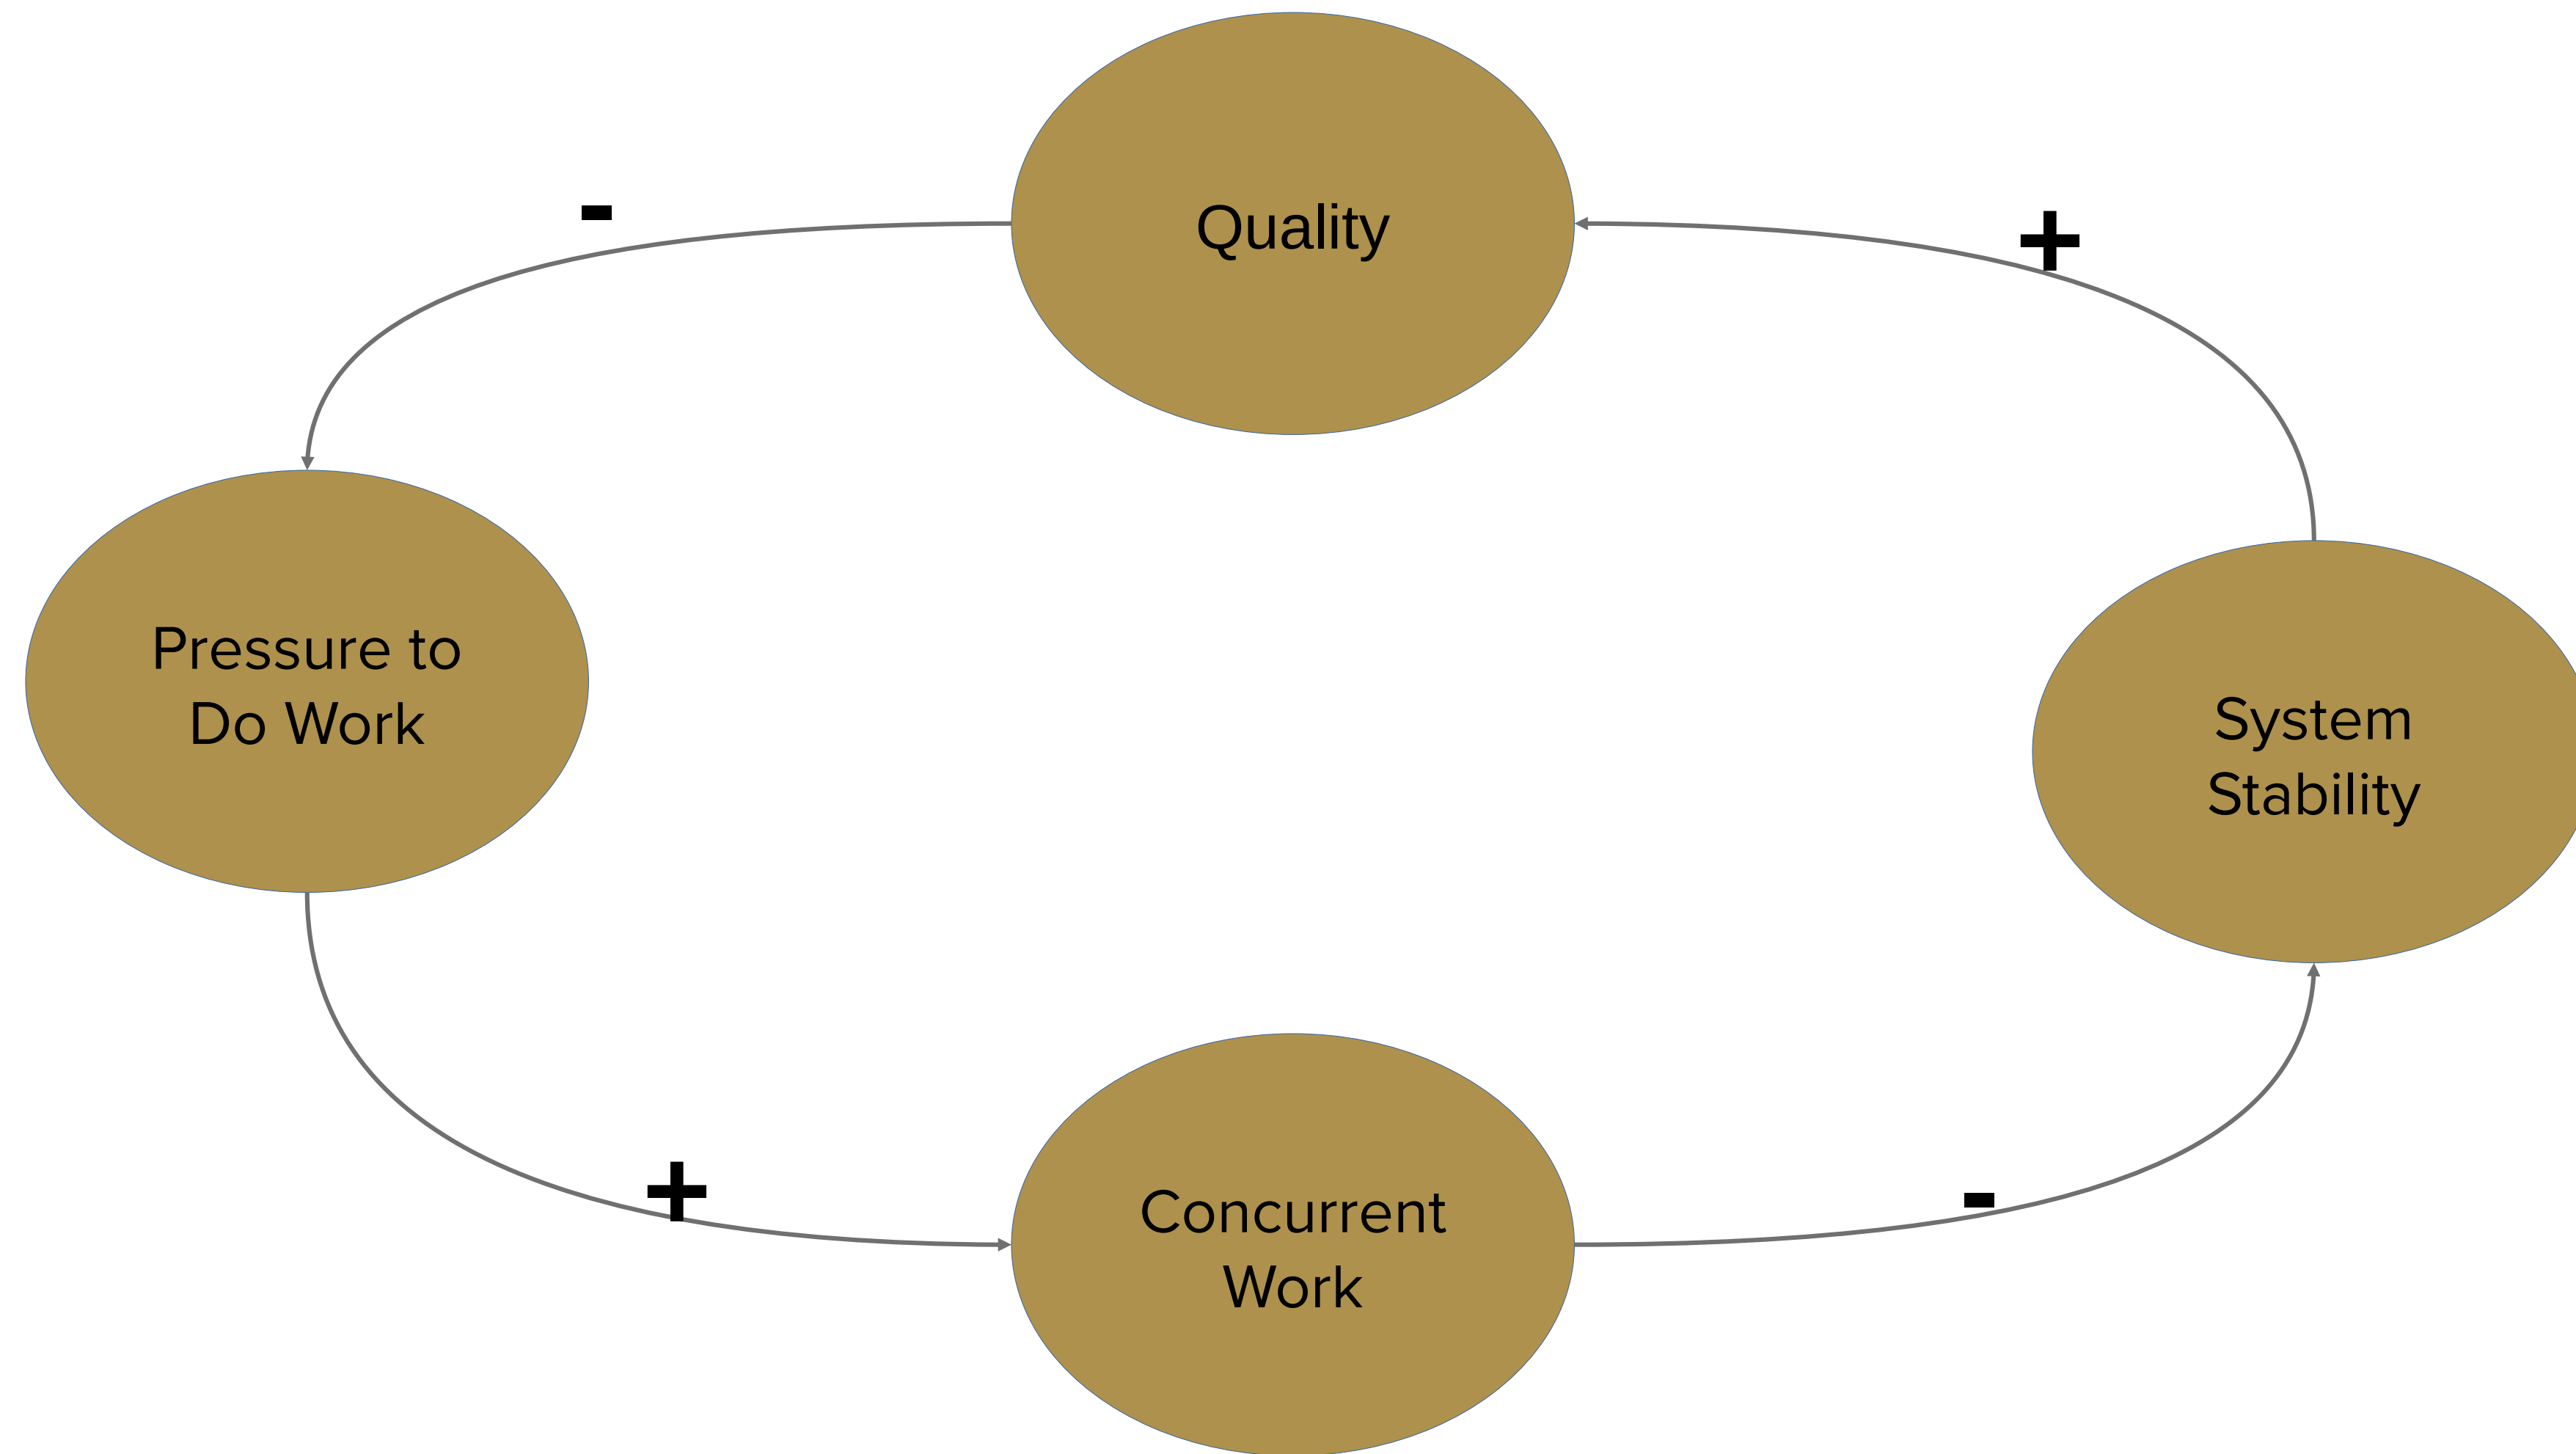 Quality
-
+
Pressure to
Do Work
System
Stability
+
-
Concurrent
Work